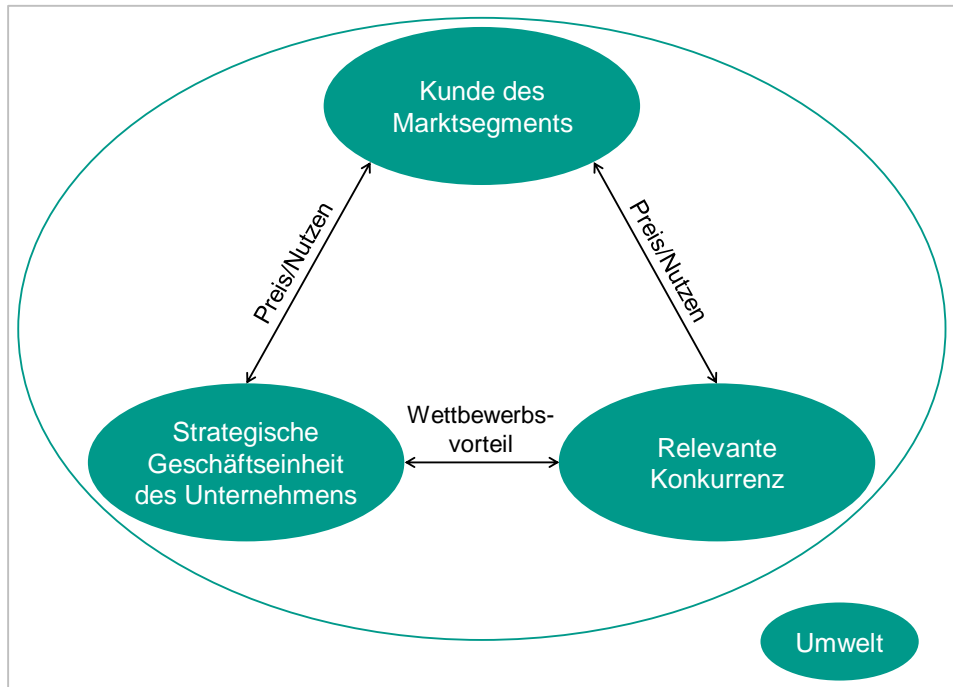 Kunde des
Marktsegments
Preis/Nutzen
Preis/Nutzen
Strategische
Geschäftseinheit
des Unternehmens
Wettbewerbs-
vorteil
Relevante
Konkurrenz
Umwelt